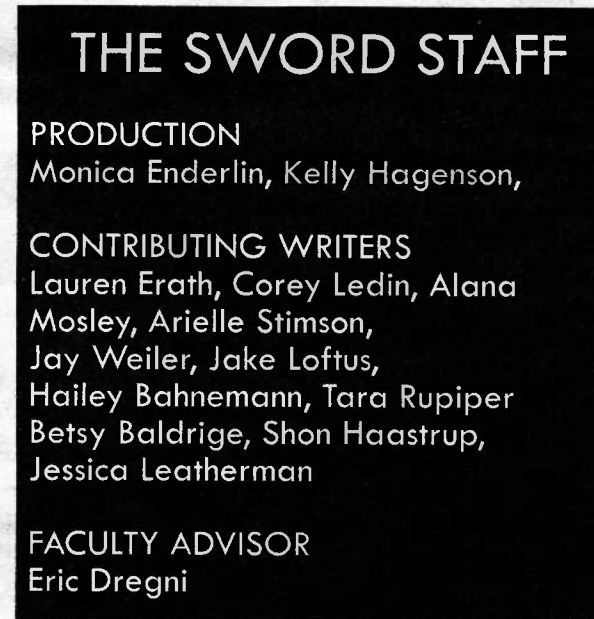 THE SWORD STAFF
PRODUCTION
Monica Enderlin, Kelly Hagenson,
CONTRIBUTING WRITERS
Lauren Erath, Corey Ledin, Alana
Mosley, Arielle Stimson,
Jay Weiler, Jake Loftus,
Hailey Bahnemann, Tara Rupiper
Betsy Baldrige, Shon Haastrup,
Jessica Leatherman
FACULTY ADVISOR
Eric Dregni